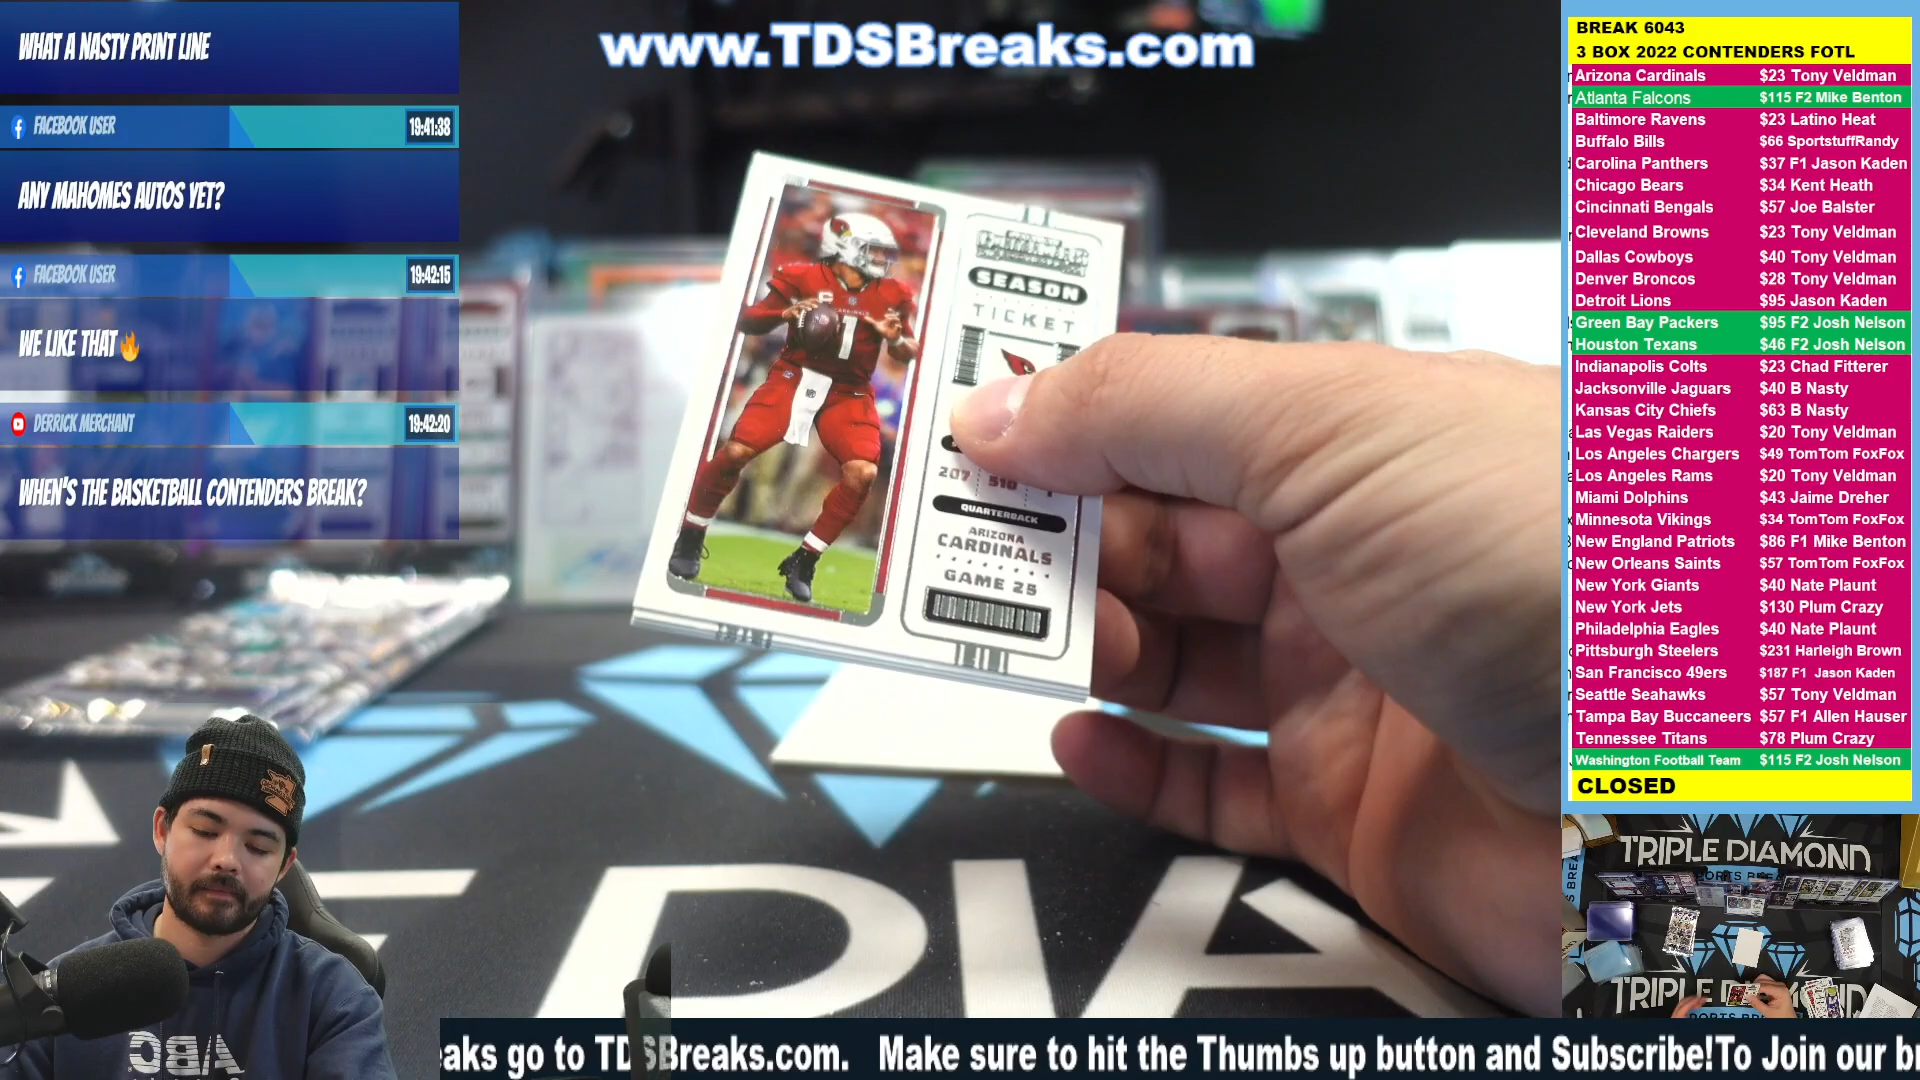 WHAT A NASTY PRINT LINE
FACEBOOK USER 19:41:38
ANY MAHOMES AUTOS YET?
FACEBOOK USER 19:42:15
WE LIKE THAT🔥
DERRICK MERCHANT 19:42:20
WHEN'S THE BASKETBALL CONTENDERS BREAK?
www.TDSBreaks.com
SEASON
TICKET
1
207 510 1
QUARTERBACK
ARIZONA
CARDINALS
GAME 25
BREAK 6043
3 BOX 2022 CONTENDERS FOTL
Arizona Cardinals $23 Tony Veldman
Atlanta Falcons $115 F2 Mike Benton
Baltimore Ravens $23 Latino Heat
Buffalo Bills $66 SportstuffRandy
Carolina Panthers $37 F1 Jason Kaden
Chicago Bears $34 Kent Heath
Cincinnati Bengals $57 Joe Balster
Cleveland Browns $23 Tony Veldman
Dallas Cowboys $40 Tony Veldman
Denver Broncos $28 Tony Veldman
Detroit Lions $95 Jason Kaden
Green Bay Packers $95 F2 Josh Nelson
Houston Texans $46 F2 Josh Nelson
Indianapolis Colts $23 Chad Fitterer
Jacksonville Jaguars $40 B Nasty
Kansas City Chiefs $63 B Nasty
Las Vegas Raiders $20 Tony Veldman
Los Angeles Chargers $49 TomTom FoxFox
Los Angeles Rams $20 Tony Veldman
Miami Dolphins $43 Jaime Dreher
Minnesota Vikings $34 TomTom FoxFox
New England Patriots $86 F1 Mike Benton
New Orleans Saints $57 TomTom FoxFox
New York Giants $40 Nate Plaunt
New York Jets $130 Plum Crazy
Philadelphia Eagles $40 Nate Plaunt
Pittsburgh Steelers $231 Harleigh Brown
San Francisco 49ers $187 F1 Jason Kaden
Seattle Seahawks $57 Tony Veldman
Tampa Bay Buccaneers $57 F1 Allen Hauser
Tennessee Titans $78 Plum Crazy
Washington Football Team $115 F2 Josh Nelson
CLOSED
TRIPLE DIAMOND
TRIPLE DIAMOND
ABC
E DIA
eaks go to TDSBreaks.com. Make sure to hit the Thumbs up button and Subscribe!To Join our br